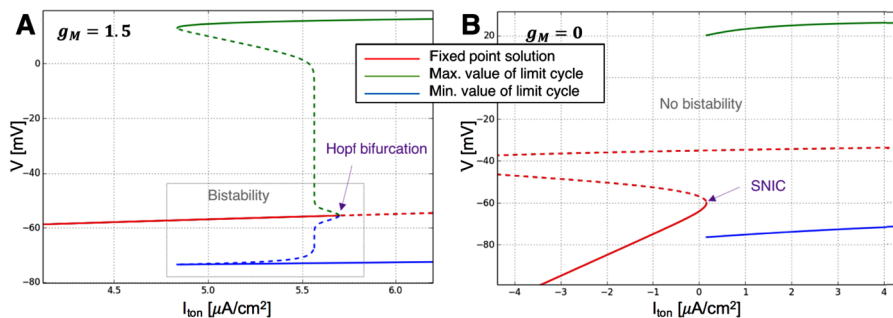 A
g_M = 1.5
B
g_M = 0
Fixed point solution
Max. value of limit cycle
Min. value of limit cycle
Hopf bifurcation
Bistability
No bistability
SNIC
V [mV]
0
−20
−40
−60
−80
4.5
5.0
5.5
6.0
I_ton [μA/cm²]
V [mV]
20
−20
−40
−60
−80
−4
−3
−2
−1
0
1
2
3
4
I_ton [μA/cm²]